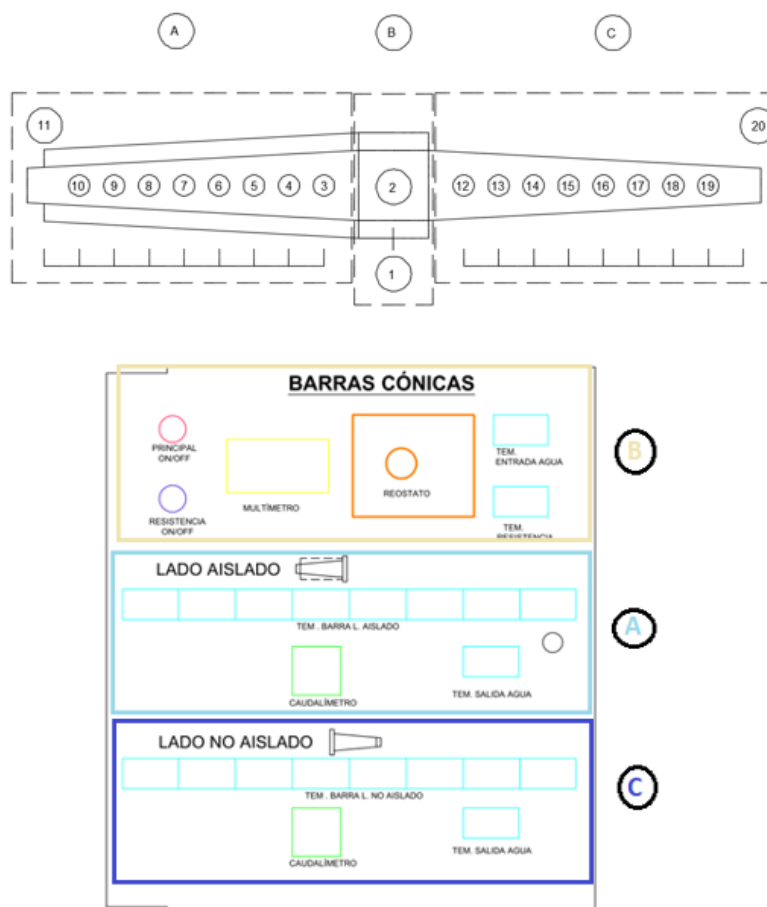 A B C
11 20
10 9 8 7 6 5 4 3 2 12 13 14 15 16 17 18 19
1
BARRAS CÓNICAS
PRINCIPAL
ON/OFF
RESISTENCIA
ON/OFF
MULTÍMETRO
REOSTATO
TEM.
ENTRADA AGUA
TEM.
RESISTENCIA
B
LADO AISLADO
TEM . BARRA L. AISLADO
CAUDALÍMETRO
TEM. SALIDA AGUA
A
LADO NO AISLADO
TEM . BARRA L. NO AISLADO
CAUDALÍMETRO
TEM. SALIDA AGUA
C